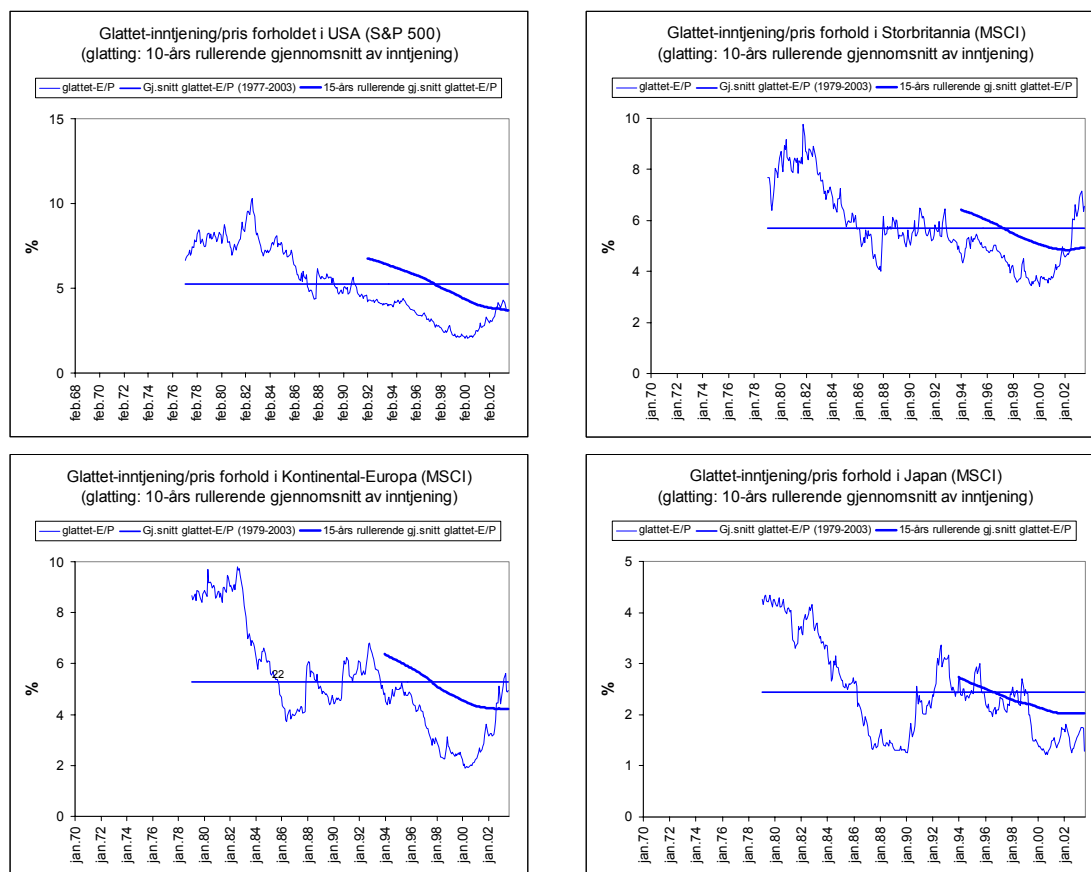 Glattet-inntjening/pris forholdet i USA (S&P 500)
(glatting: 10-års rullerende gjennomsnitt av inntjening)
glattet-E/P Gj.snitt glattet-E/P (1977-2003) 15-års rullerende gj.snitt glattet-E/P
15
10
5
0
%
feb.68 feb.70 feb.72 feb.74 feb.76 feb.78 feb.80 feb.82 feb.84 feb.86 feb.88 feb.90 feb.92 feb.94 feb.96 feb.98 feb.00 feb.02
Glattet-inntjening/pris forhold i Storbritannia (MSCI)
(glatting: 10-års rullerende gjennomsnitt av inntjening)
glattet-E/P Gj.snitt glattet-E/P (1979-2003) 15-års rullerende gj.snitt glattet-E/P
10
8
6
4
2
0
%
jan.70 jan.72 jan.74 jan.76 jan.78 jan.80 jan.82 jan.84 jan.86 jan.88 jan.90 jan.92 jan.94 jan.96 jan.98 jan.00 jan.02
Glattet-inntjening/pris forhold i Kontinental-Europa (MSCI)
(glatting: 10-års rullerende gjennomsnitt av inntjening)
glattet-E/P Gj.snitt glattet-E/P (1979-2003) 15-års rullerende gj.snitt glattet-E/P
10
8
6
4
2
0
%
22
jan.70 jan.72 jan.74 jan.76 jan.78 jan.80 jan.82 jan.84 jan.86 jan.88 jan.90 jan.92 jan.94 jan.96 jan.98 jan.00 jan.02
Glattet-inntjening/pris forhold i Japan (MSCI)
(glatting: 10-års rullerende gjennomsnitt av inntjening)
glattet-E/P Gj.snitt glattet-E/P (1979-2003) 15-års rullerende gj.snitt glattet-E/P
5
4
3
2
1
0
%
jan.70 jan.72 jan.74 jan.76 jan.78 jan.80 jan.82 jan.84 jan.86 jan.88 jan.90 jan.92 jan.94 jan.96 jan.98 jan.00 jan.02